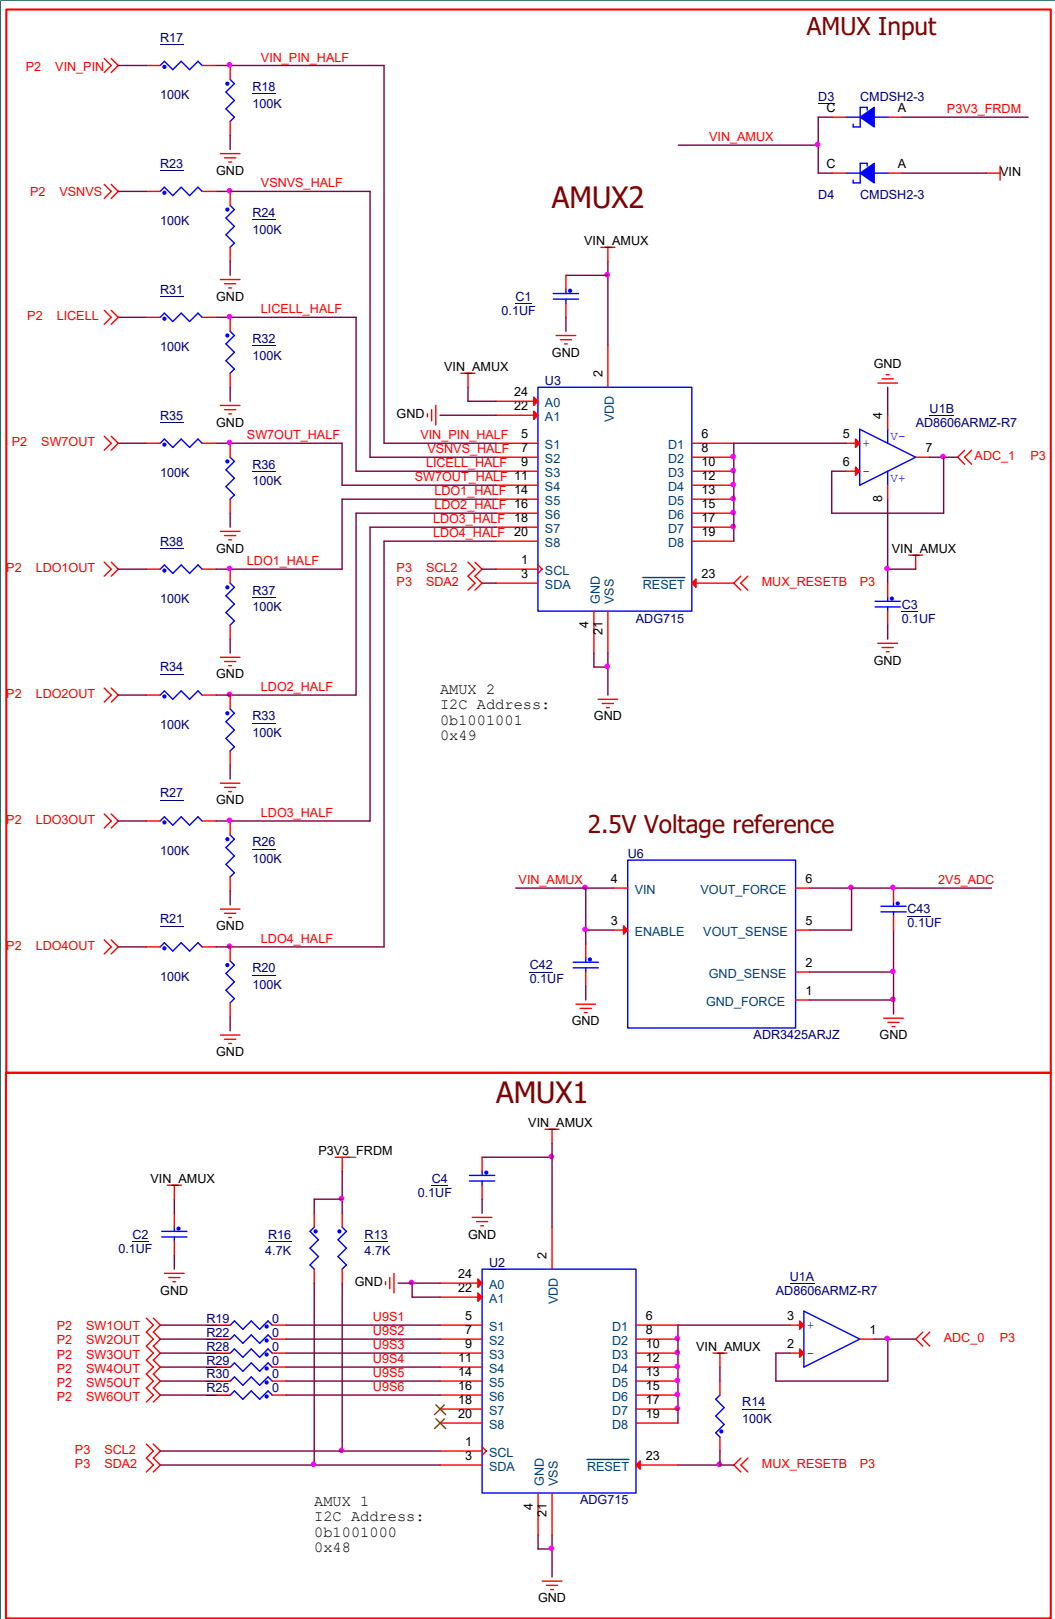 AMUX Input
R17
P2 VIN_PIN
VIN_PIN_HALF
100K
R18
100K
GND
D3 CMDSH2-3
C A P3V3_FRDM
VIN_AMUX
C A VIN
D4 CMDSH2-3
R23
P2 VSNVS
VSNVS_HALF
100K
R24
100K
GND
AMUX2
VIN_AMUX
C1
0.1UF
GND
R31
P2 LICELL
LICELL_HALF
100K
R32
100K
GND
R35
P2 SW7OUT
SW7OUT_HALF
100K
R36
100K
GND
R38
P2 LDO1OUT
LDO1_HALF
100K
R37
100K
GND
R34
P2 LDO2OUT
LDO2_HALF
100K
R33
100K
GND
R27
P2 LDO3OUT
LDO3_HALF
100K
R26
100K
GND
R21
P2 LDO4OUT
LDO4_HALF
100K
R20
100K
GND
VIN_AMUX
GND
U3
2
VDD
24 A0
22 A1
VIN_PIN_HALF 5 S1
VSNVS_HALF 7 S2
LICELL_HALF 9 S3
SW7OUT_HALF 11 S4
LDO1_HALF 14 S5
LDO2_HALF 16 S6
LDO3_HALF 18 S7
LDO4_HALF 20 S8
P3 SCL2 1 SCL
P3 SDA2 3 SDA
D1 6
D2 8
D3 10
D4 12
D5 13
D6 15
D7 17
D8 19
RESET 23 MUX_RESETB P3
GND
VSS
4
21
ADG715
GND
AMUX 2
I2C Address:
0b1001001
0x49
GND
4
U1B
AD8606ARMZ-R7
5 + V-
7 ADC_1 P3
6 - V+
8
VIN_AMUX
C3
0.1UF
GND
2.5V Voltage reference
U6
VIN_AMUX 4 VIN
3 ENABLE
C42
0.1UF
GND
VOUT_FORCE 6 2V5_ADC
VOUT_SENSE 5
C43
0.1UF
GND_SENSE 2
GND_FORCE 1
GND
ADR3425ARJZ
AMUX1
VIN_AMUX
P3V3_FRDM
C4
0.1UF
GND
VIN_AMUX
C2
0.1UF
GND
R16
4.7K
R13
4.7K
GND
U2
2
VDD
24 A0
22 A1
P2 SW1OUT R19 0 U9S1 5 S1
P2 SW2OUT R22 0 U9S2 7 S2
P2 SW3OUT R28 0 U9S3 9 S3
P2 SW4OUT R29 0 U9S4 11 S4
P2 SW5OUT R30 0 U9S5 14 S5
P2 SW6OUT R25 0 U9S6 16 S6
18 S7
20 S8
P3 SCL2 1 SCL
P3 SDA2 3 SDA
D1 6
D2 8
D3 10
D4 12
D5 13
D6 15
D7 17
D8 19
RESET 23 MUX_RESETB P3
GND
VSS
4
21
ADG715
GND
U1A
AD8606ARMZ-R7
3 +
1 ADC_0 P3
2 -
VIN_AMUX
R14
100K
AMUX 1
I2C Address:
0b1001000
0x48